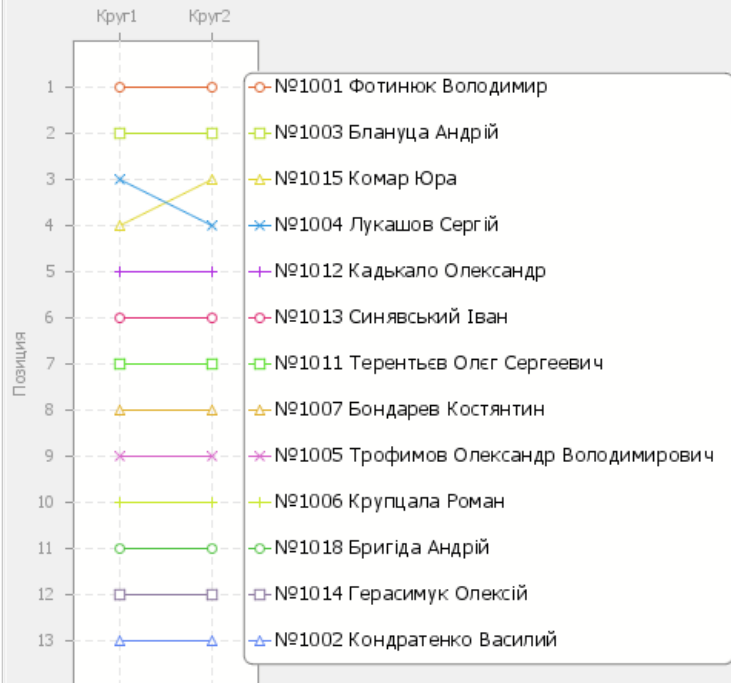 Круг1 Круг2
Позиция
1 №1001 Фотинюк Володимир
2 №1003 Блануца Андрій
3 №1015 Комар Юра
4 №1004 Лукашов Сергій
5 №1012 Кадькало Олександр
6 №1013 Синявський Іван
7 №1011 Терентьєв Олєг Сергеевич
8 №1007 Бондарев Костянтин
9 №1005 Трофимов Олександр Володимирович
10 №1006 Крупцала Роман
11 №1018 Бригіда Андрій
12 №1014 Герасимук Олексій
13 №1002 Кондратенко Василий